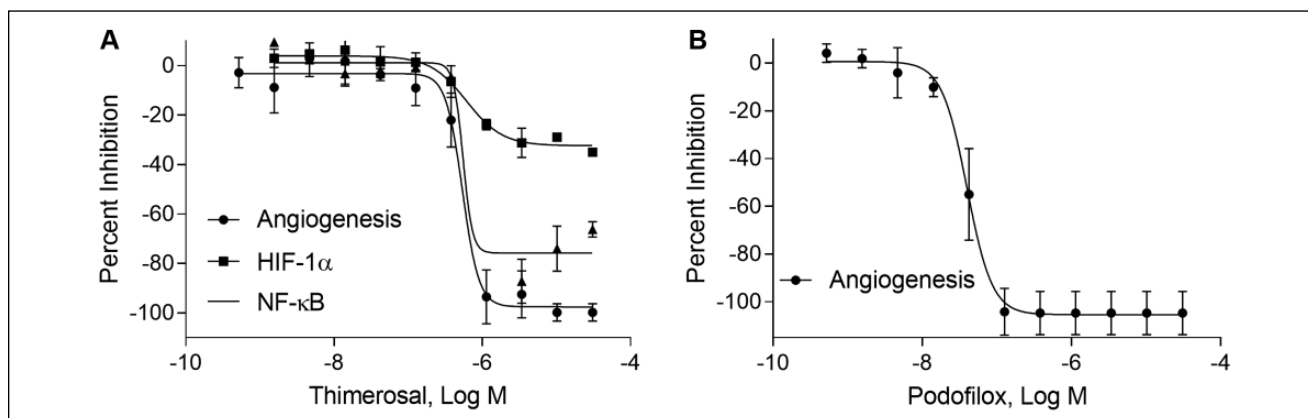 A
0
-20
-40
-60
-80
-100
Percent Inhibition
Angiogenesis
HIF-1α
NF-κB
-10
-8
-6
-4
Thimerosal, Log M
B
0
-20
-40
-60
-80
-100
Percent Inhibition
Angiogenesis
-10
-8
-6
-4
Podofilox, Log M